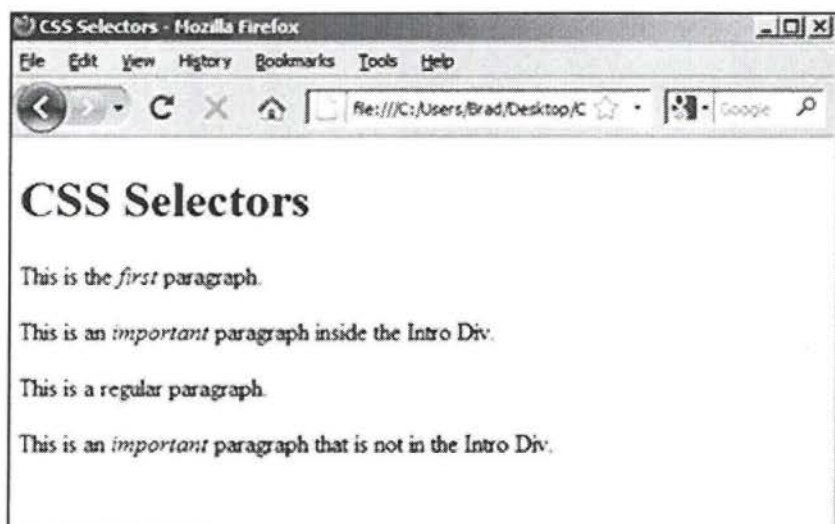 CSS Selectors - Mozilla Firefox
File Edit View History Bookmarks Tools Help
file:///C:/Users/Brad/Desktop/C Google
CSS Selectors
This is the first paragraph.
This is an important paragraph inside the Intro Div.
This is a regular paragraph.
This is an important paragraph that is not in the Intro Div.